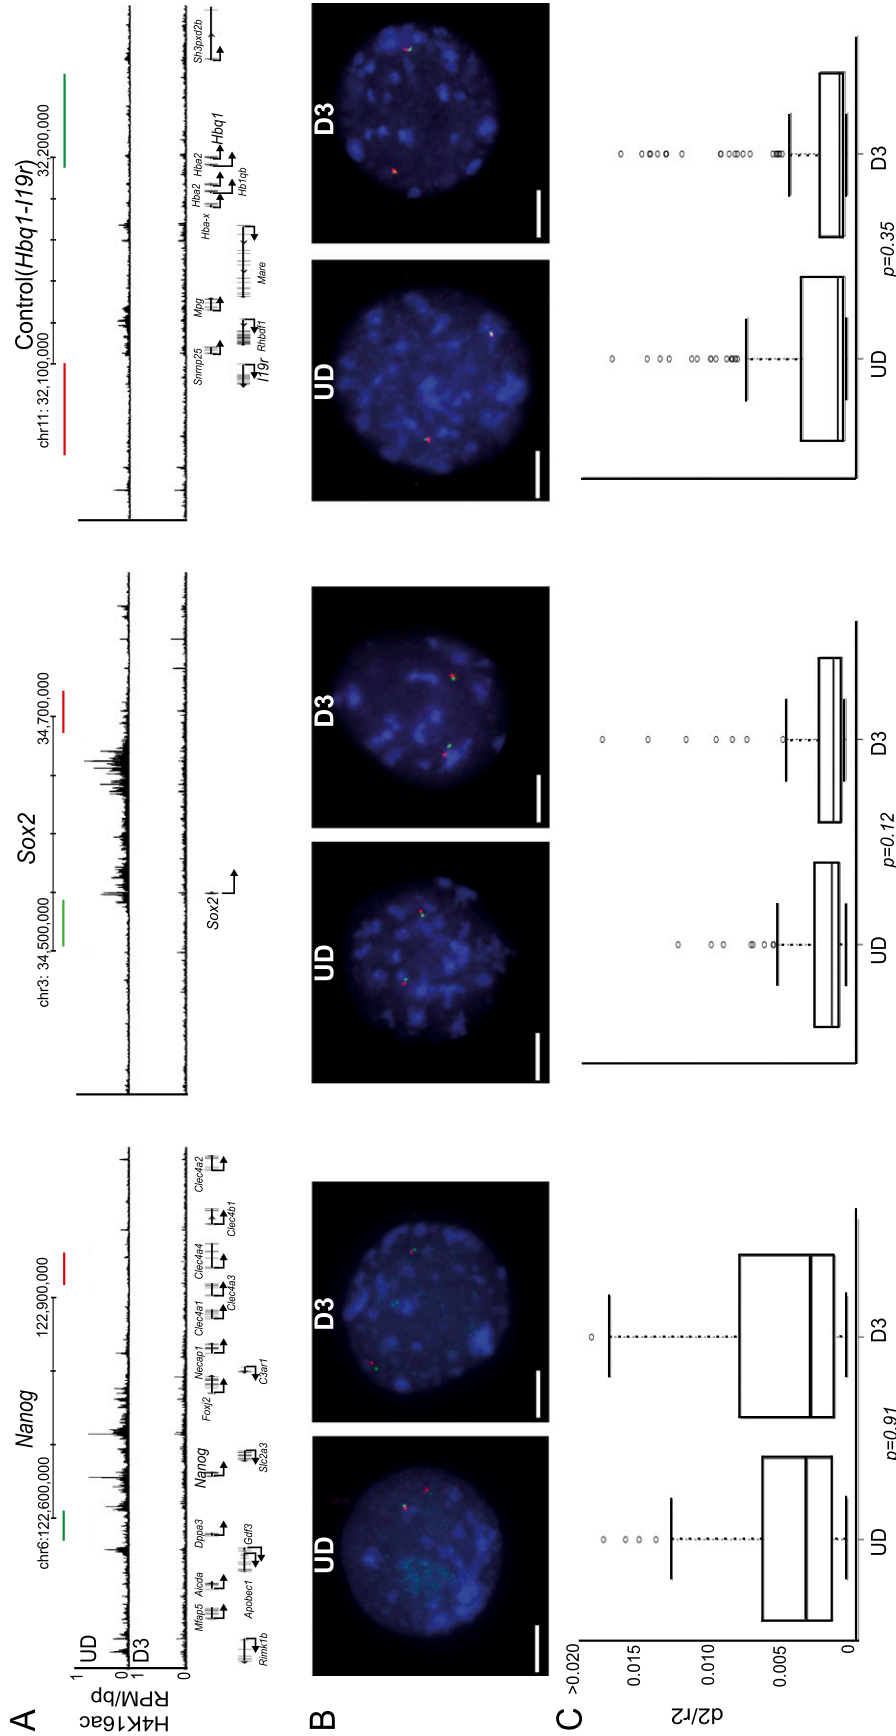 A
Nanog
Sox2
Control(Hbq1-I19r)
chr6:122,600,000
122,900,000
chr3: 34,500,000
34,700,000
chr11: 32,100,000
32,200,000
H4K16ac
RPM/bp
1
UD
0
1
D3
0
Rimk1b
Mfap5
Apobec1
Aicda
Gdf3
Dppa3
Nanog
Slc2a3
Foxj2
C3ar1
Necap1
Clec4a1
Clec4a3
Clec4a4
Clec4b1
Clec4a2
Sox2
I19r
Snrnp25
Rhbdf1
Mpg
Mare
Hba-x
Hba2
Hb1qb
Hba2
Hbq1
Sh3pxd2b
B
UD
D3
UD
D3
UD
D3
C
d2/r2
>0.020
0.015
0.010
0.005
0
UD
D3
p=0.91
UD
D3
p=0.12
UD
D3
p=0.35